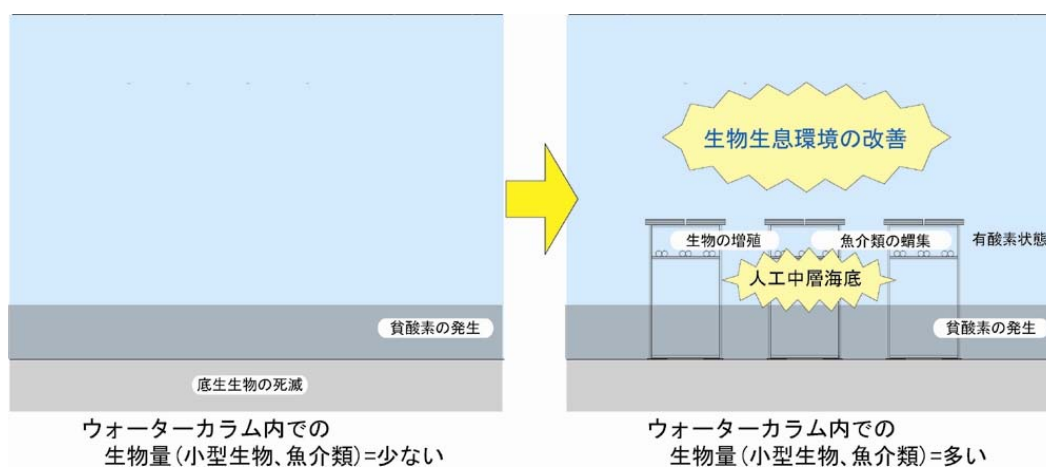 貧酸素の発生
底生生物の死滅
ウォーターカラム内での
生物量(小型生物、魚介類)=少ない
生物生息環境の改善
生物の増殖
魚介類の蝟集
有酸素状態
人工中層海底
貧酸素の発生
ウォーターカラム内での
生物量(小型生物、魚介類)=多い